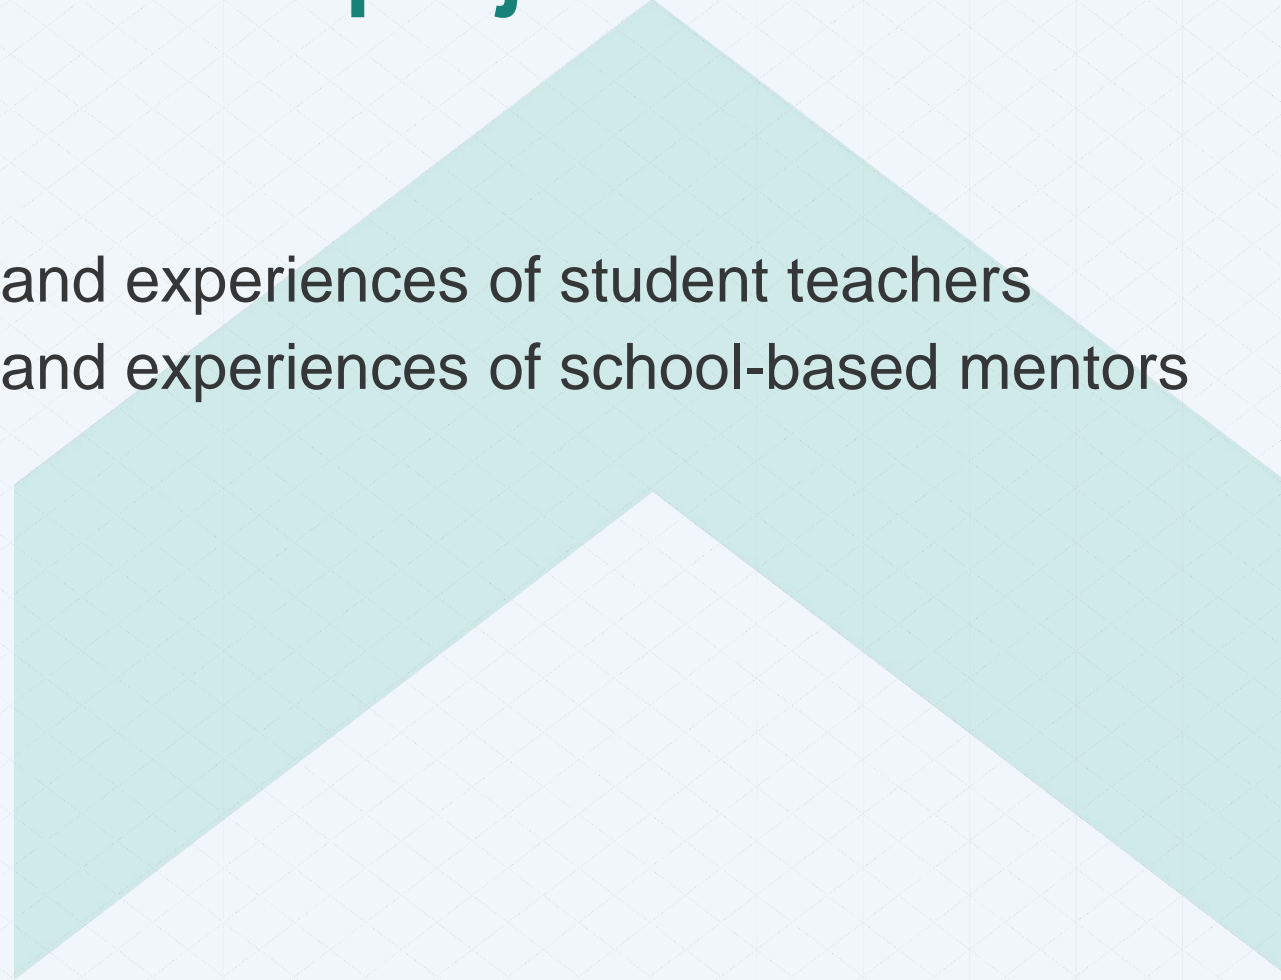 and experiences of student teachers
and experiences of school-based mentors